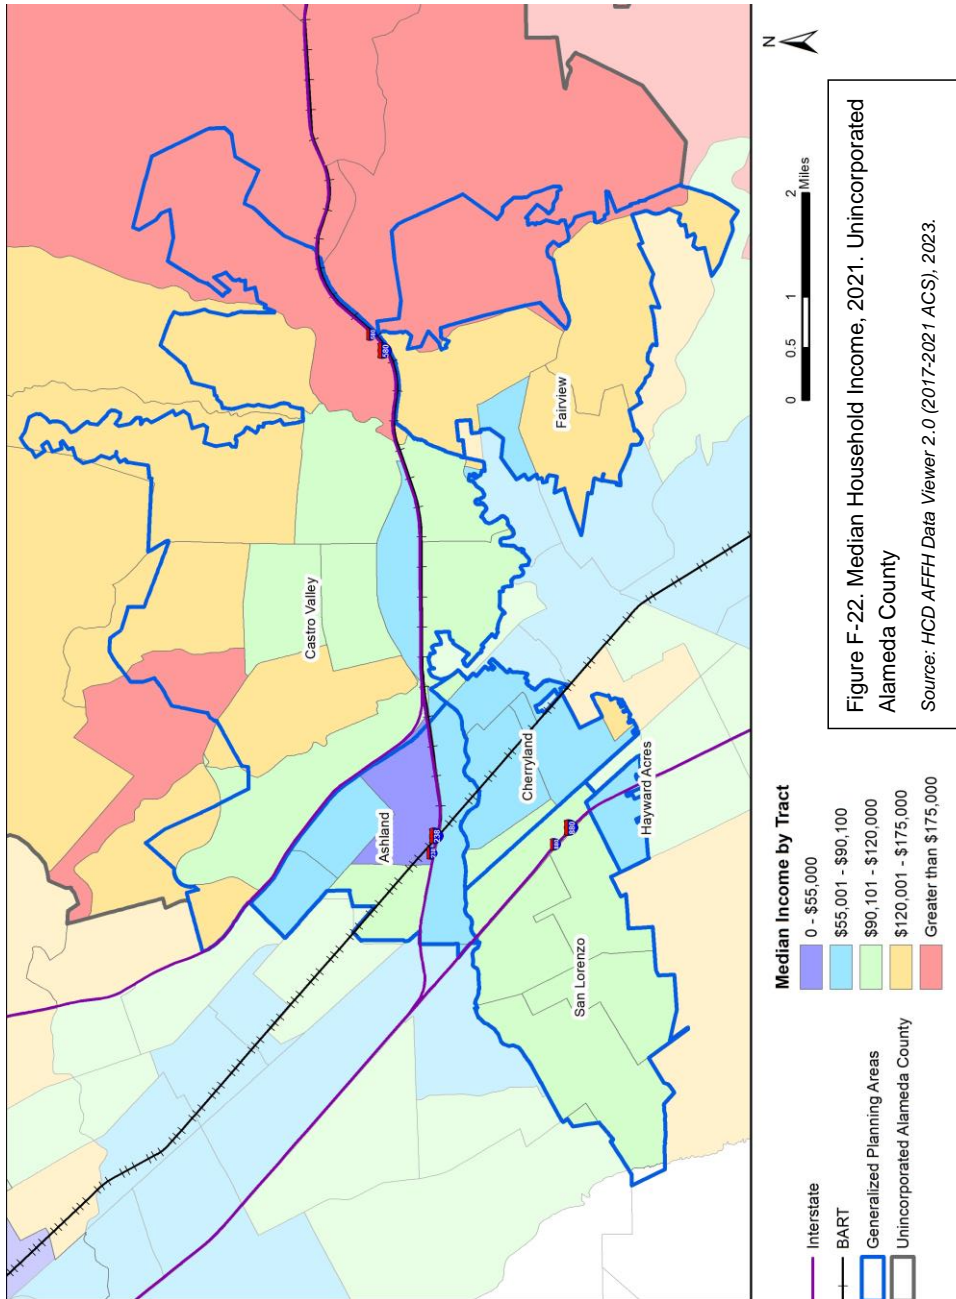 Castro Valley
Fairview
Ashland
Cherryland
Hayward Acres
San Lorenzo
580
238
880
N
0 0.5 1 2
Miles
Interstate
BART
Generalized Planning Areas
Unincorporated Alameda County
Median Income by Tract
0 - $55,000
$55,001 - $90,100
$90,101 - $120,000
$120,001 - $175,000
Greater than $175,000
Figure F-22. Median Household Income, 2021. Unincorporated
Alameda County
Source: HCD AFFH Data Viewer 2.0 (2017-2021 ACS), 2023.